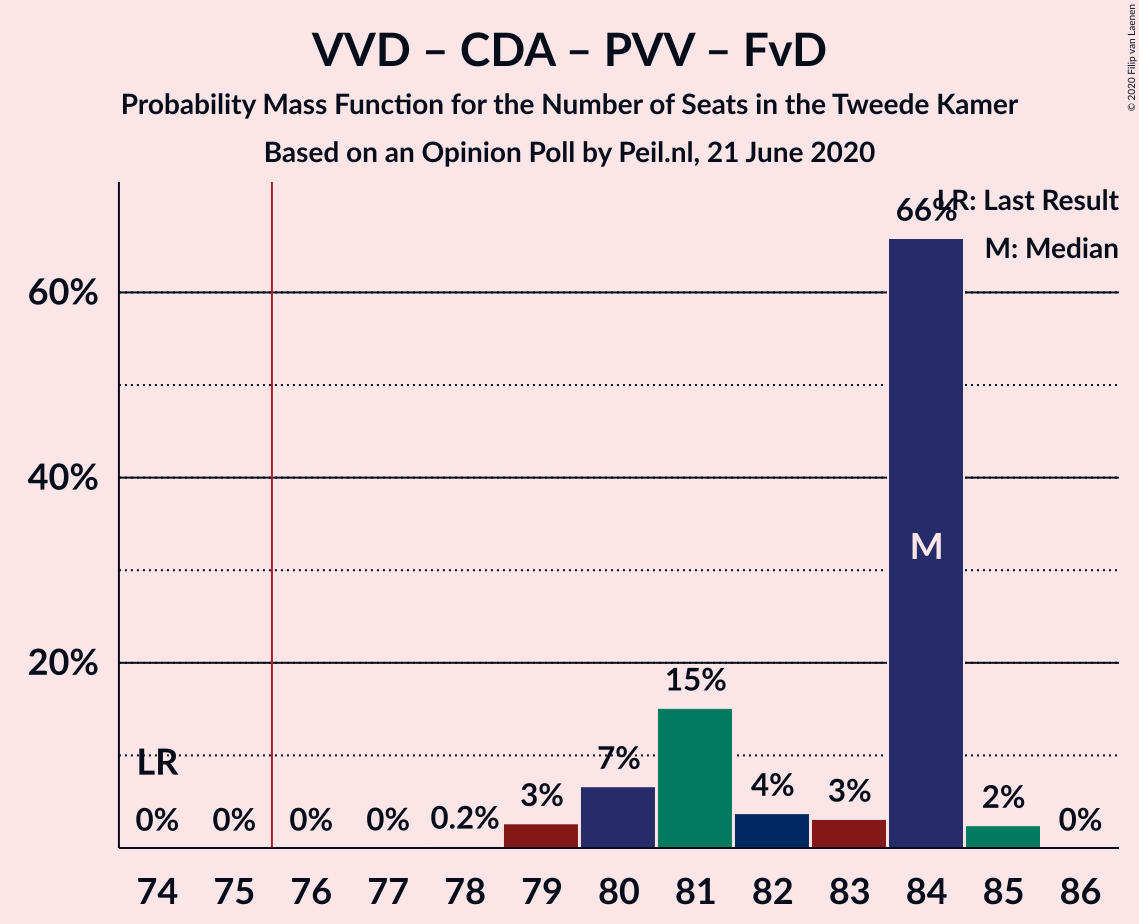 VVD – CDA – PVV – FvD
Probability Mass Function for the Number of Seats in the Tweede Kamer
Based on an Opinion Poll by Peil.nl, 21 June 2020
© 2020 Filip van Laenen
LR: Last Result
M: Median
60%
40%
20%
LR
0% 0% 0% 0% 0.2% 3% 7% 15% 4% 3% 66% 2% 0%
M
74 75 76 77 78 79 80 81 82 83 84 85 86